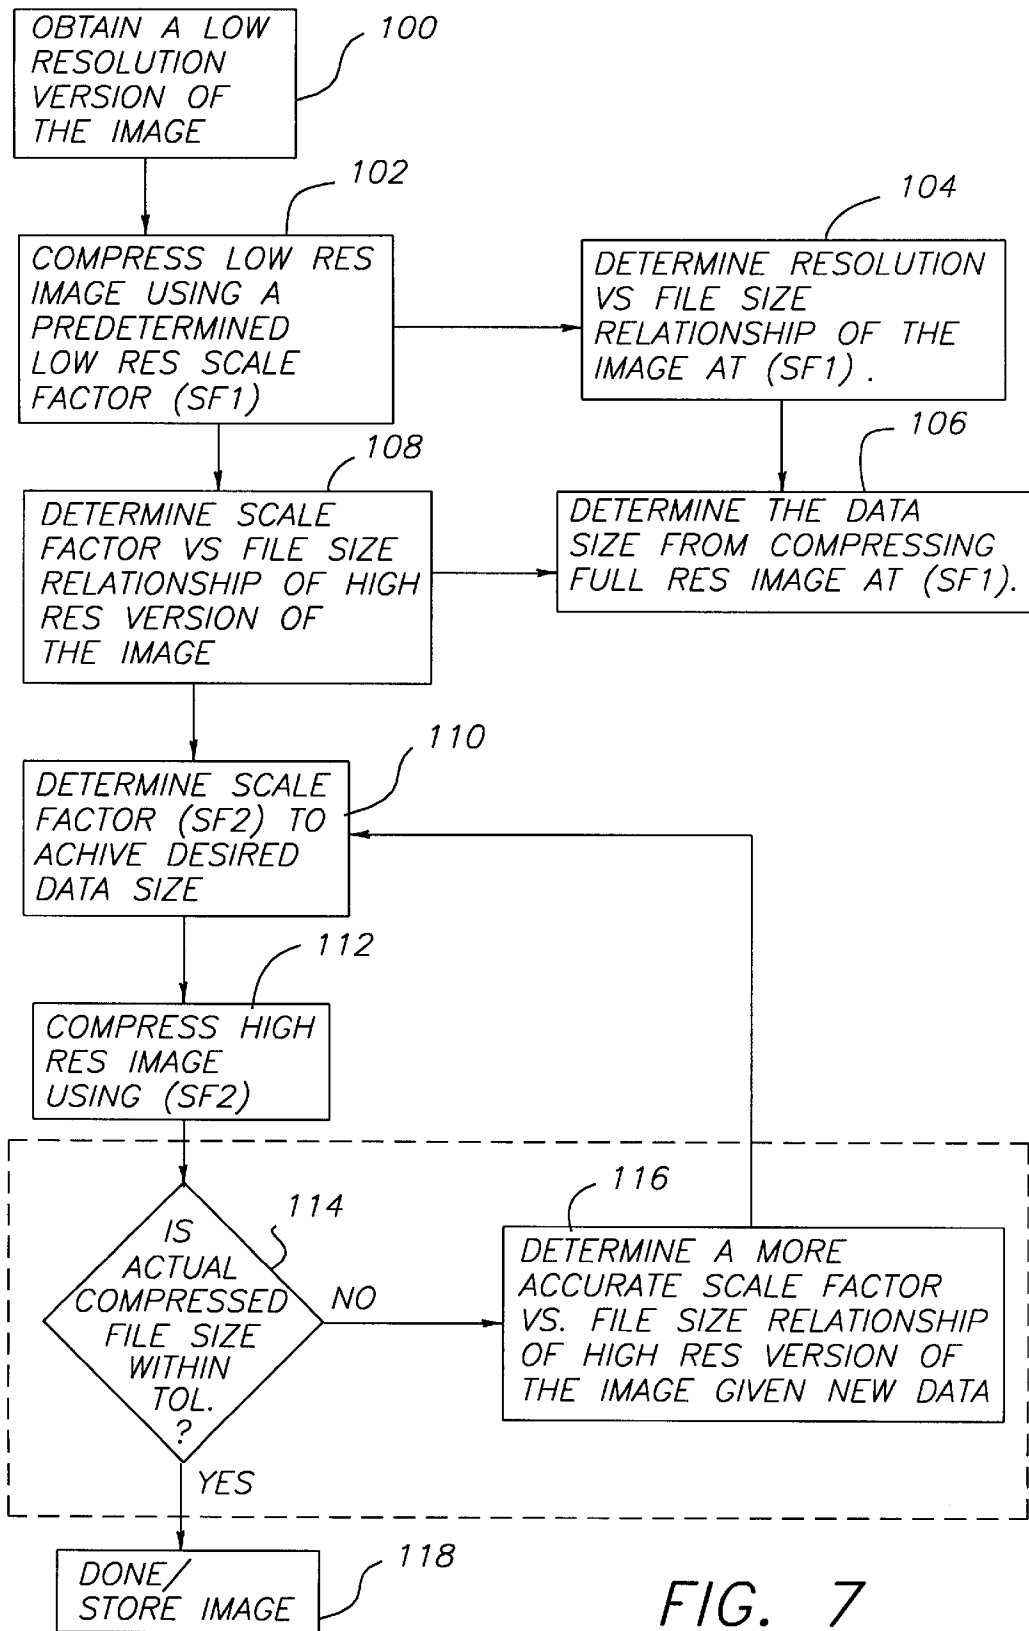 OBTAIN A LOW
RESOLUTION
VERSION OF
THE IMAGE
100
102
COMPRESS LOW RES
IMAGE USING A
PREDETERMINED
LOW RES SCALE
FACTOR (SF1)
104
DETERMINE RESOLUTION
VS FILE SIZE
RELATIONSHIP OF THE
IMAGE AT (SF1) .
108
DETERMINE SCALE
FACTOR VS FILE SIZE
RELATIONSHIP OF HIGH
RES VERSION OF
THE IMAGE
106
DETERMINE THE DATA
SIZE FROM COMPRESSING
FULL RES IMAGE AT (SF1).
110
DETERMINE SCALE
FACTOR (SF2) TO
ACHIVE DESIRED
DATA SIZE
112
COMPRESS HIGH
RES IMAGE
USING (SF2)
114
IS
ACTUAL
COMPRESSED
FILE SIZE
WITHIN
TOL.
?
NO
YES
116
DETERMINE A MORE
ACCURATE SCALE FACTOR
VS. FILE SIZE RELATIONSHIP
OF HIGH RES VERSION OF
THE IMAGE GIVEN NEW DATA
DONE/
STORE IMAGE
118
FIG. 7